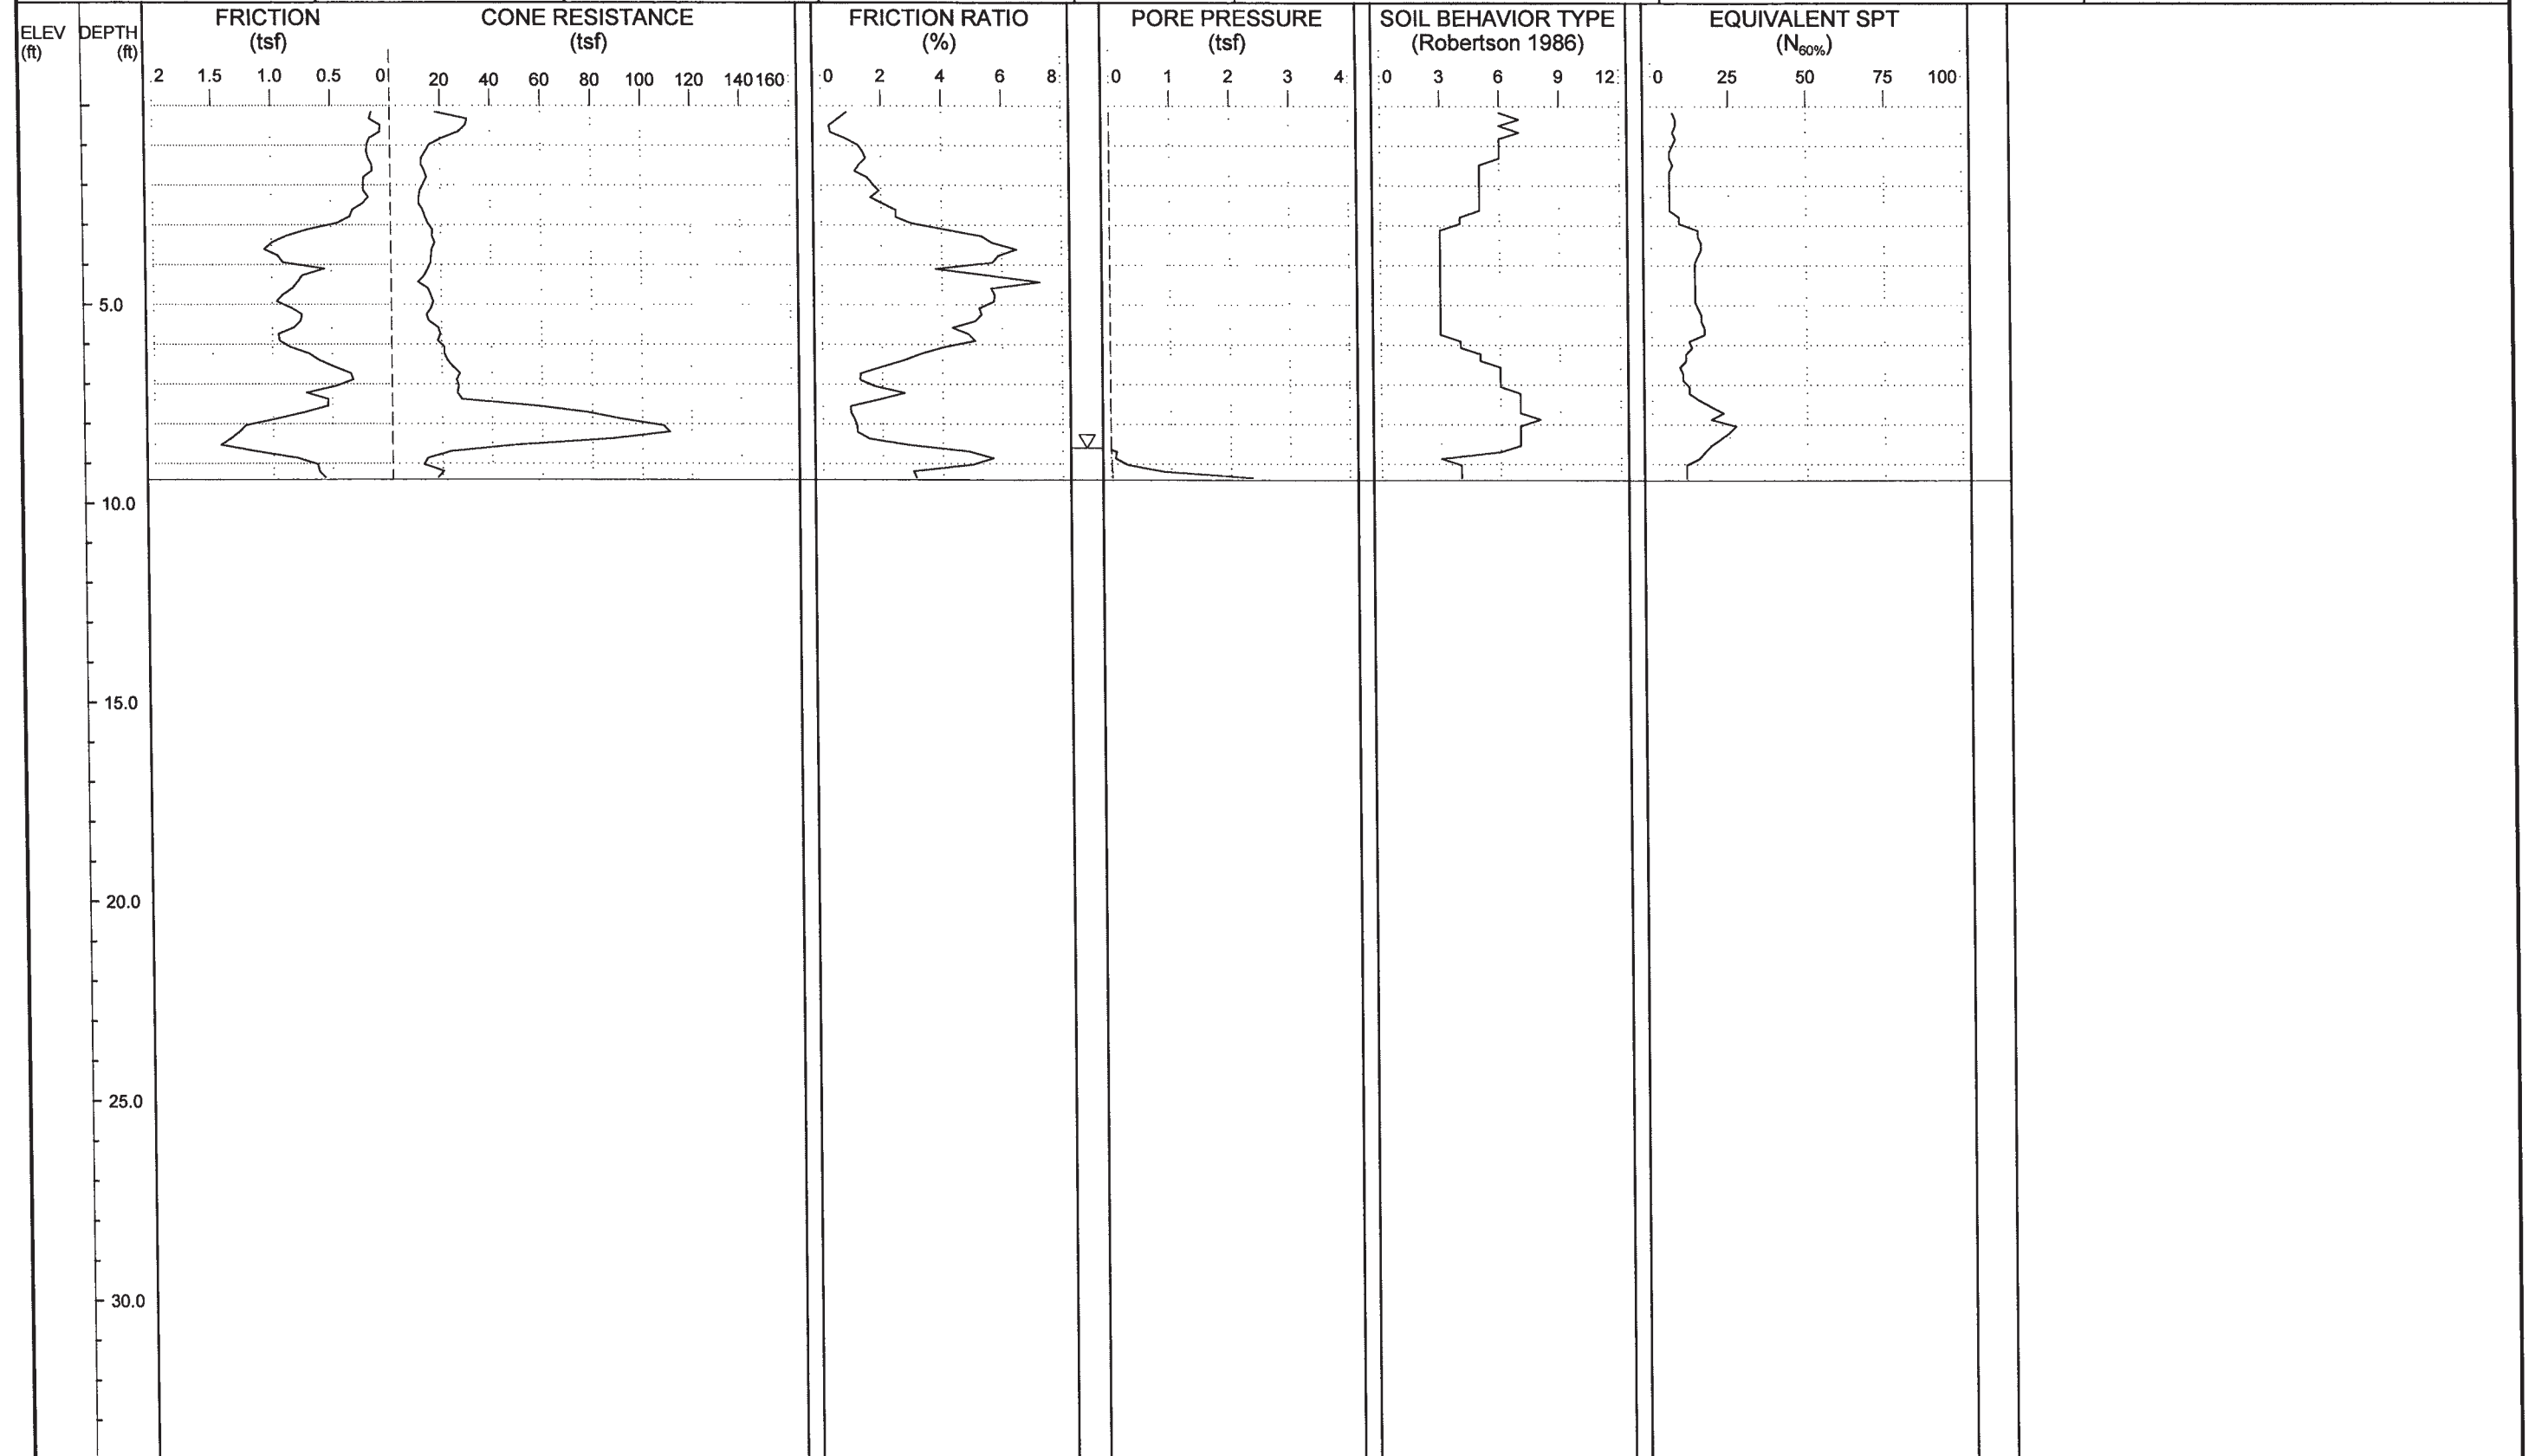 FRICTION CONE RESISTANCE FRICTION RATIO PORE PRESSURE SOIL BEHAVIOR TYPE EQUIVALENT SPT
ELEV DEPTH (tsf) (tsf) (%) (tsf) (Robertson 1986) (N60%)
(ft) (ft)
2 1.5 1.0 0.5 0 20 40 60 80 100 120 140 160 0 2 4 6 8 0 1 2 3 4 0 3 6 9 12 0 25 50 75 100
5.0
10.0
15.0
20.0
25.0
30.0